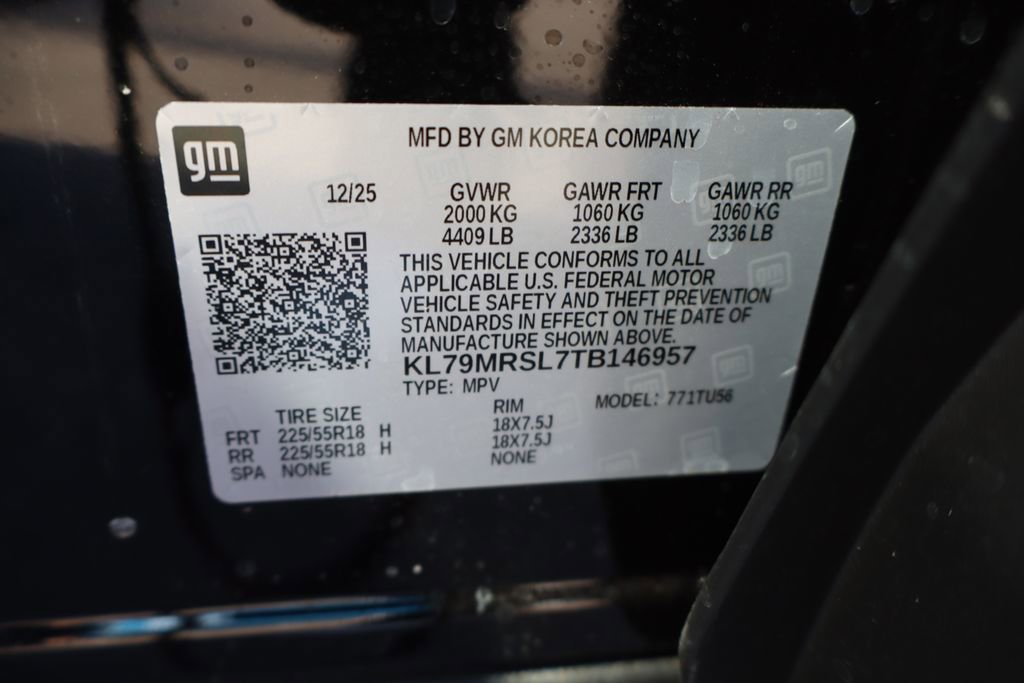 gm
MFD BY GM KOREA COMPANY
12/25 GVWR GAWR FRT GAWR RR
2000 KG 1060 KG 1060 KG
4409 LB 2336 LB 2336 LB
THIS VEHICLE CONFORMS TO ALL
APPLICABLE U.S. FEDERAL MOTOR
VEHICLE SAFETY AND THEFT PREVENTION
STANDARDS IN EFFECT ON THE DATE OF
MANUFACTURE SHOWN ABOVE.
KL79MRSL7TB146957
TYPE: MPV
MODEL: 771TU56
TIRE SIZE RIM
FRT 225/55R18 H 18X7.5J
RR 225/55R18 H 18X7.5J
SPA NONE NONE